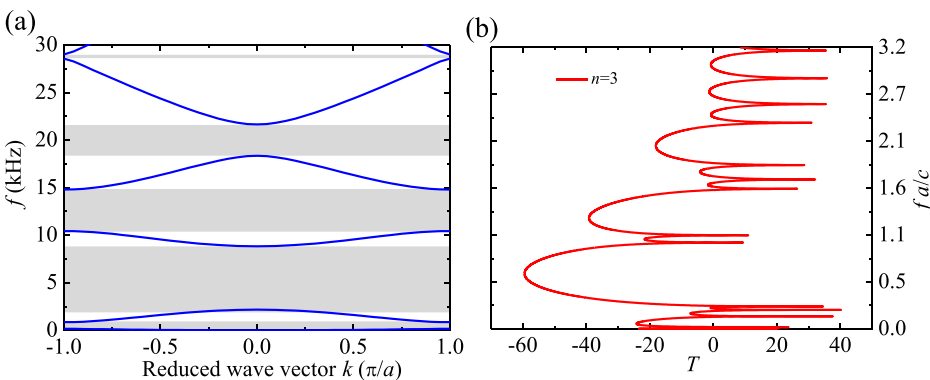 (a)
30
25
20
15
10
5
0
f (kHz)
-1.0 -0.5 0.0 0.5 1.0
Reduced wave vector k (π/a)
(b)
n=3
3.2
2.7
2.1
1.6
1.1
0.5
0.0
f a/c
-60 -40 -20 0 20 40
T